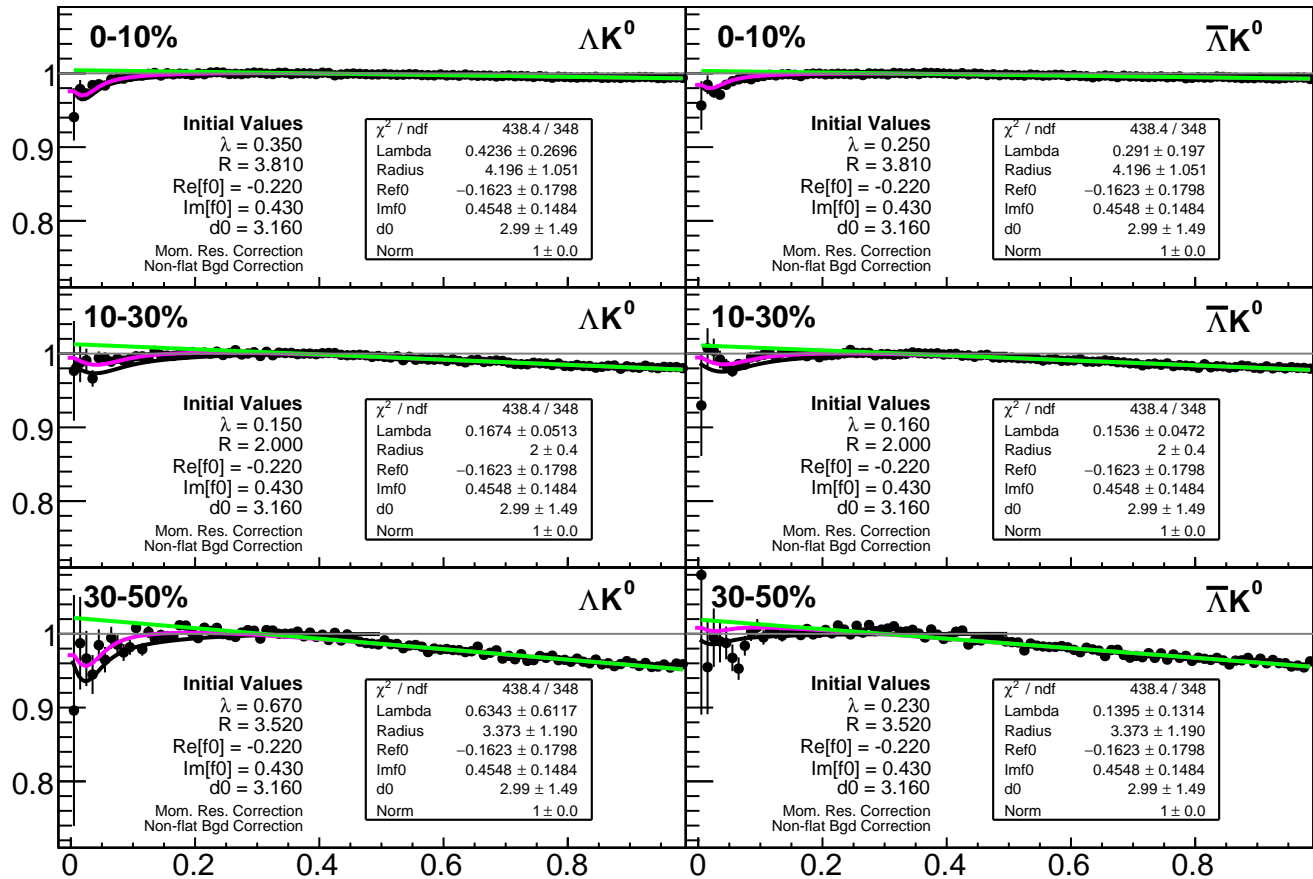 0-10%
ΛK⁰
1
0.9
0.8
Initial Values
λ = 0.350
R = 3.810
Re[f0] = -0.220
Im[f0] = 0.430
d0 = 3.160
Mom. Res. Correction
Non-flat Bgd Correction
χ² / ndf 438.4 / 348
Lambda 0.4236 ± 0.2696
Radius 4.196 ± 1.051
Ref0 −0.1623 ± 0.1798
Imf0 0.4548 ± 0.1484
d0 2.99 ± 1.49
Norm 1 ± 0.0
0-10%
Λ̅K⁰
Initial Values
λ = 0.250
R = 3.810
Re[f0] = -0.220
Im[f0] = 0.430
d0 = 3.160
Mom. Res. Correction
Non-flat Bgd Correction
χ² / ndf 438.4 / 348
Lambda 0.291 ± 0.197
Radius 4.196 ± 1.051
Ref0 −0.1623 ± 0.1798
Imf0 0.4548 ± 0.1484
d0 2.99 ± 1.49
Norm 1 ± 0.0
10-30%
ΛK⁰
1
0.9
0.8
Initial Values
λ = 0.150
R = 2.000
Re[f0] = -0.220
Im[f0] = 0.430
d0 = 3.160
Mom. Res. Correction
Non-flat Bgd Correction
χ² / ndf 438.4 / 348
Lambda 0.1674 ± 0.0513
Radius 2 ± 0.4
Ref0 −0.1623 ± 0.1798
Imf0 0.4548 ± 0.1484
d0 2.99 ± 1.49
Norm 1 ± 0.0
10-30%
Λ̅K⁰
Initial Values
λ = 0.160
R = 2.000
Re[f0] = -0.220
Im[f0] = 0.430
d0 = 3.160
Mom. Res. Correction
Non-flat Bgd Correction
χ² / ndf 438.4 / 348
Lambda 0.1536 ± 0.0472
Radius 2 ± 0.4
Ref0 −0.1623 ± 0.1798
Imf0 0.4548 ± 0.1484
d0 2.99 ± 1.49
Norm 1 ± 0.0
30-50%
ΛK⁰
1
0.9
0.8
Initial Values
λ = 0.670
R = 3.520
Re[f0] = -0.220
Im[f0] = 0.430
d0 = 3.160
Mom. Res. Correction
Non-flat Bgd Correction
χ² / ndf 438.4 / 348
Lambda 0.6343 ± 0.6117
Radius 3.373 ± 1.190
Ref0 −0.1623 ± 0.1798
Imf0 0.4548 ± 0.1484
d0 2.99 ± 1.49
Norm 1 ± 0.0
30-50%
Λ̅K⁰
Initial Values
λ = 0.230
R = 3.520
Re[f0] = -0.220
Im[f0] = 0.430
d0 = 3.160
Mom. Res. Correction
Non-flat Bgd Correction
χ² / ndf 438.4 / 348
Lambda 0.1395 ± 0.1314
Radius 3.373 ± 1.190
Ref0 −0.1623 ± 0.1798
Imf0 0.4548 ± 0.1484
d0 2.99 ± 1.49
Norm 1 ± 0.0
0 0.2 0.4 0.6 0.8 0 0.2 0.4 0.6 0.8